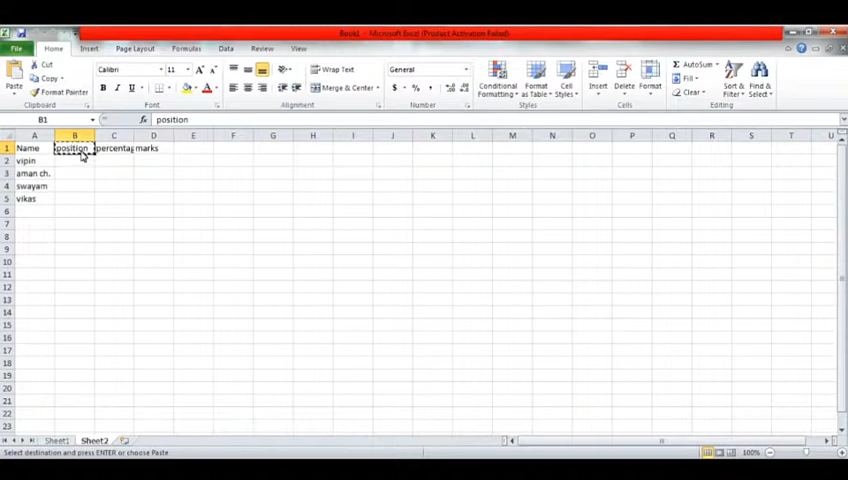 Book1 - Microsoft Excel (Product Activation Failed)
File Home Insert Page Layout Formulas Data Review View
Cut
Copy
Format Painter
Paste
Clipboard
Calibri 11
B I U
Font
Wrap Text
Merge & Center
Alignment
General
$ % ,
Number
Conditional Formatting
Format as Table
Cell Styles
Styles
Insert Delete Format
Cells
Σ AutoSum
Fill
Clear
Sort & Filter
Find & Select
Editing
B1 fx position
A B C D E F G H I J K L M N O P Q R S T U
1 Name position percentag marks
2 vipin
3 aman ch.
4 swayam
5 vikas
6
7
8
9
10
11
12
13
14
15
16
17
18
19
20
21
22
23
Sheet1 Sheet2
Select destination and press ENTER or choose Paste 100%